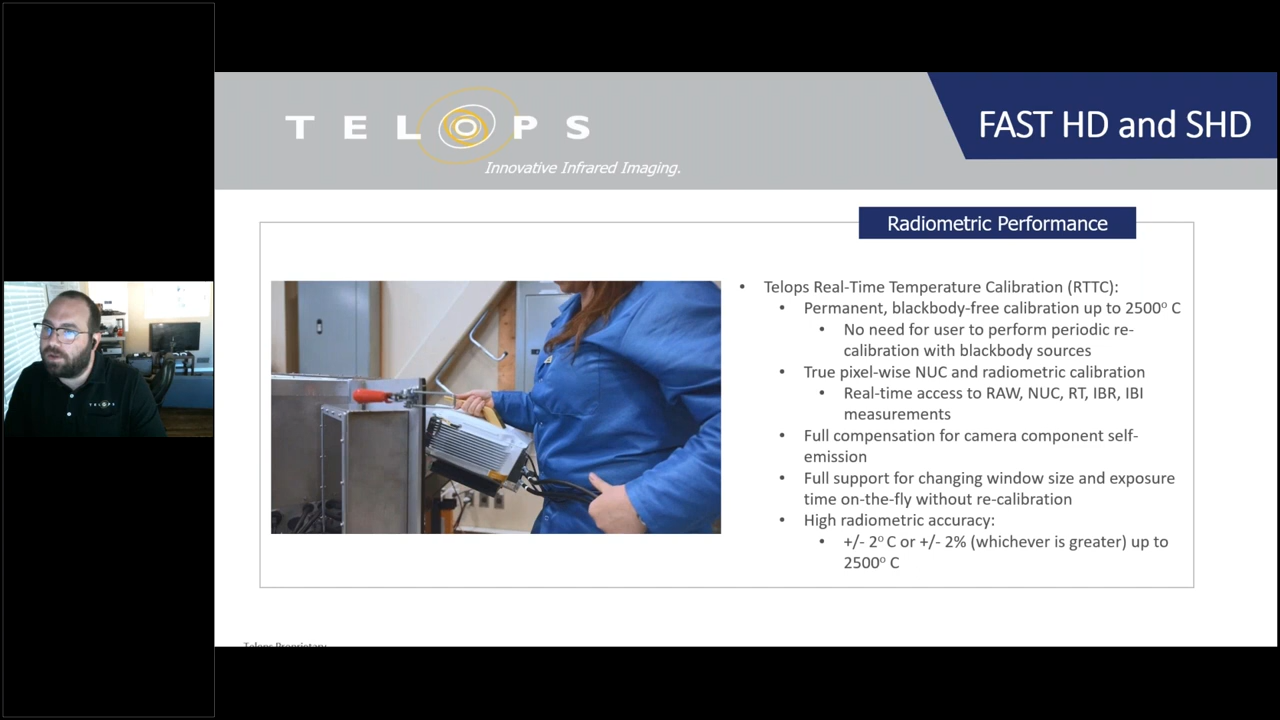 TELOPS
Innovative Infrared Imaging.
FAST HD and SHD
Radiometric Performance
• Telops Real-Time Temperature Calibration (RTTC):
• Permanent, blackbody-free calibration up to 2500º C
• No need for user to perform periodic re-
calibration with blackbody sources
• True pixel-wise NUC and radiometric calibration
• Real-time access to RAW, NUC, RT, IBR, IBI
measurements
• Full compensation for camera component self-
emission
• Full support for changing window size and exposure
time on-the-fly without re-calibration
• High radiometric accuracy:
• +/- 2º C or +/- 2% (whichever is greater) up to
2500º C
Telops Proprietary
TELOPS